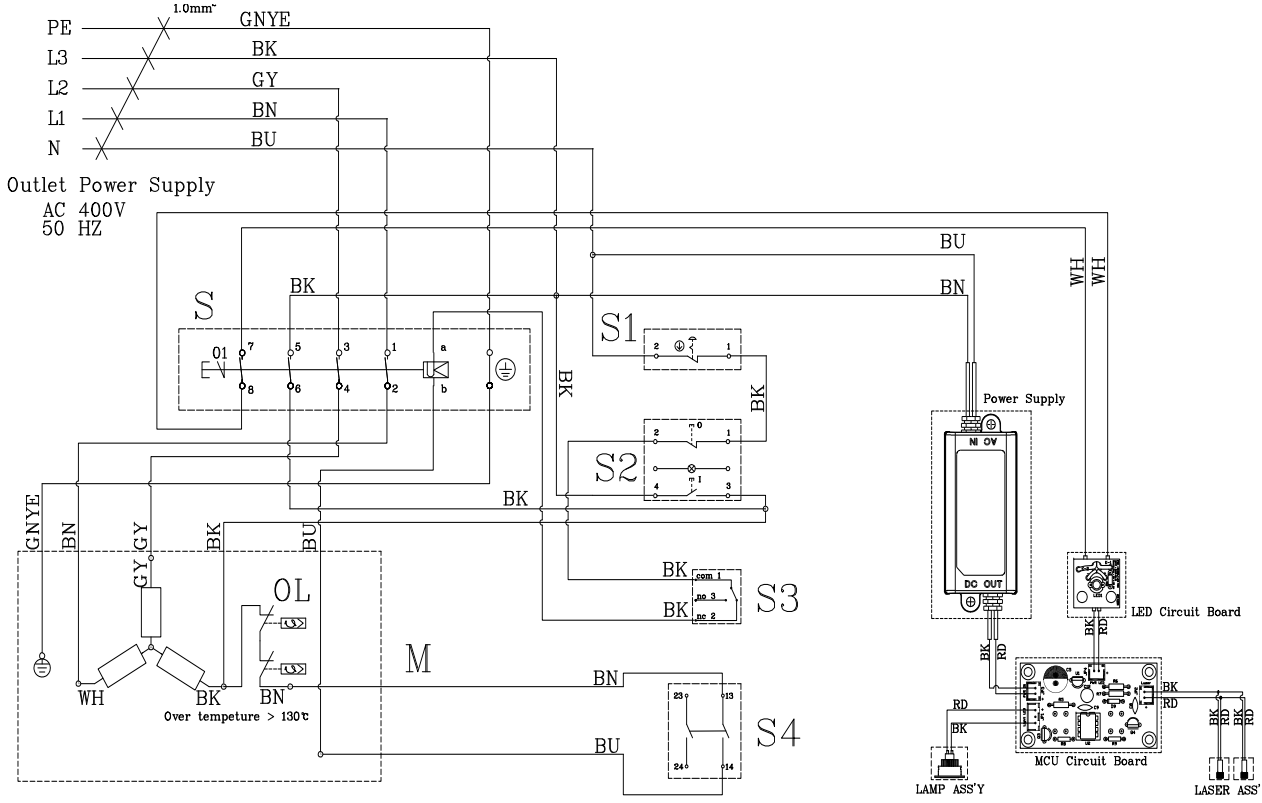 1.0mm²
PE GNYE
L3 BK
L2 GY
L1 BN
N BU
Outlet Power Supply
AC 400V
50 HZ
BU
BN
WH
WH
BK
S
S1
7 5 3 1 a
01
8 6 4 2 b
2 1
BK
BK
Power Supply
AC IN
DC OUT
S2
2 O 1
I
4 3
BK
GNYE
BN
GY
GY
BK
BU
OL
M
WH
BK
BN
Over tempeture > 130℃
BK com 1
no 3
BK nc 2
S3
BN
23 13
S4
BU
24 14
LED Circuit Board
BK
RD
BK
RD
RD
BK
BK
RD
BK
RD
BK
RD
MCU Circuit Board
LAMP ASS'Y
LASER ASS'